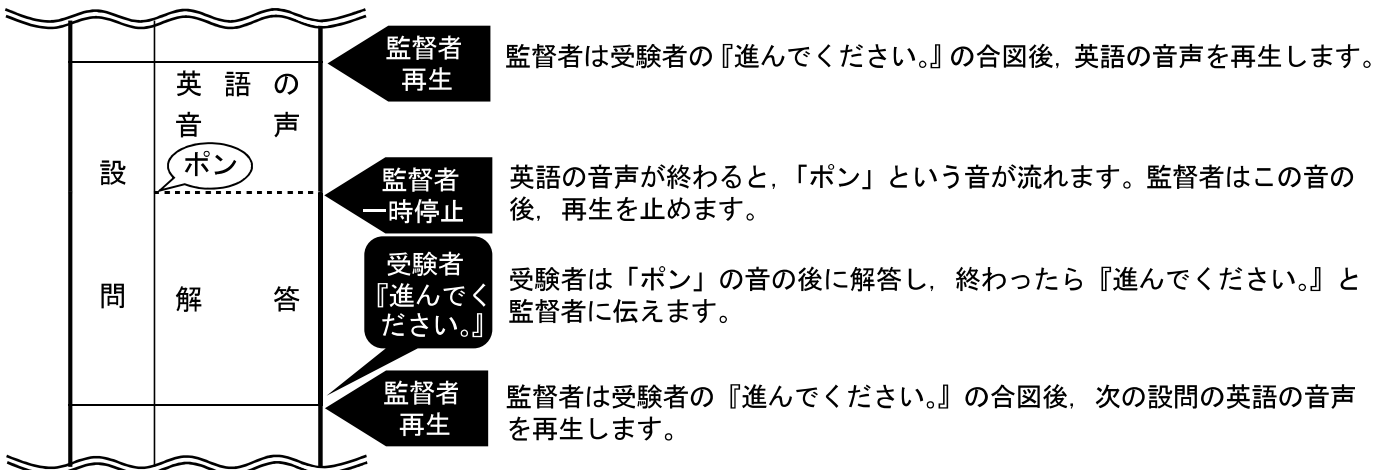 監督者
再生
監督者は受験者の『進んでください。』の合図後，英語の音声を再生します。
英語の
音声
ポン
設問
監督者
一時停止
英語の音声が終わると，「ポン」という音が流れます。監督者はこの音の
後，再生を止めます。
解答
受験者
『進んでく
ださい。』
受験者は「ポン」の音の後に解答し，終わったら『進んでください。』と
監督者に伝えます。
監督者
再生
監督者は受験者の『進んでください。』の合図後，次の設問の英語の音声
を再生します。